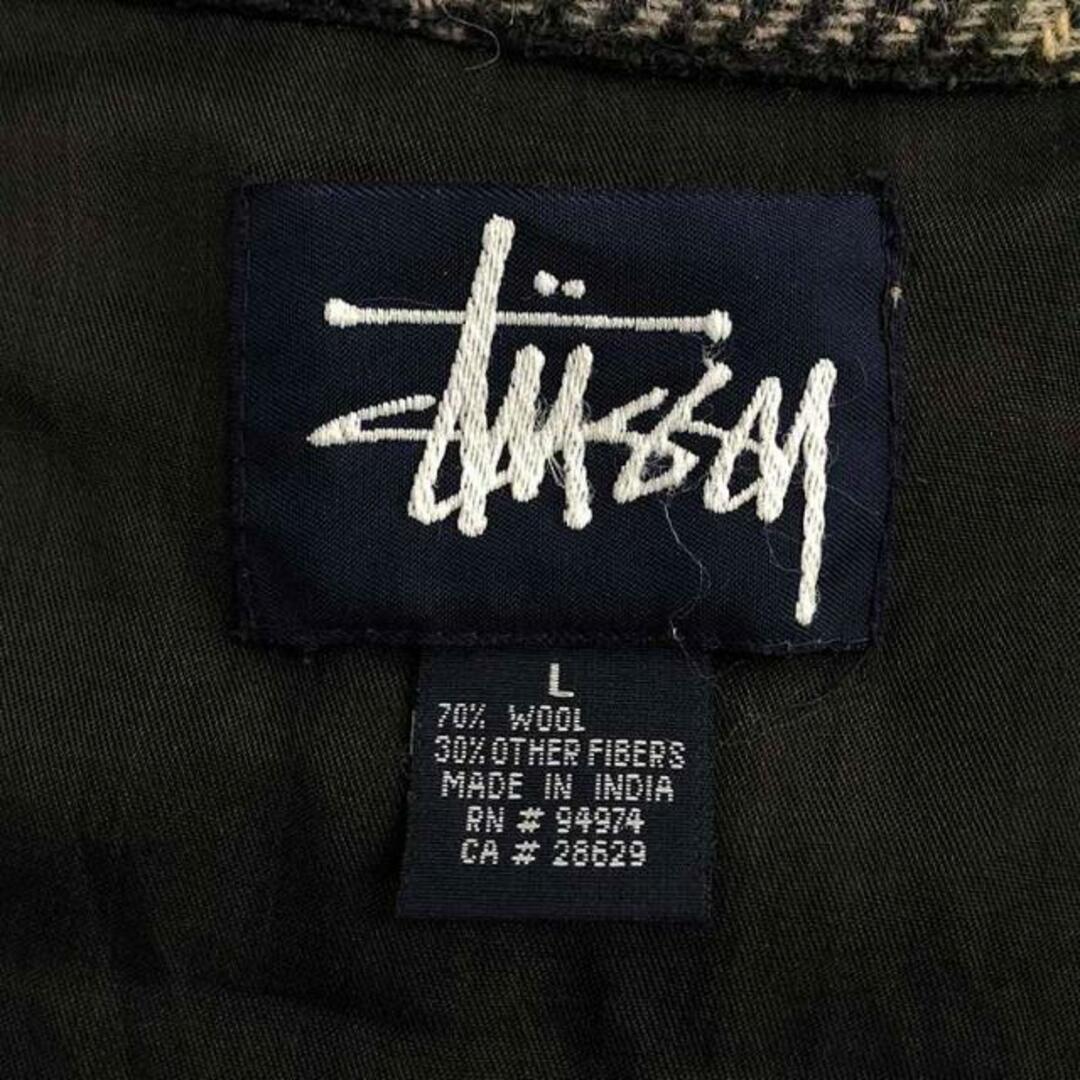 Stüssy
L
70% WOOL
30% OTHER FIBERS
MADE IN INDIA
RN # 94974
CA # 28629